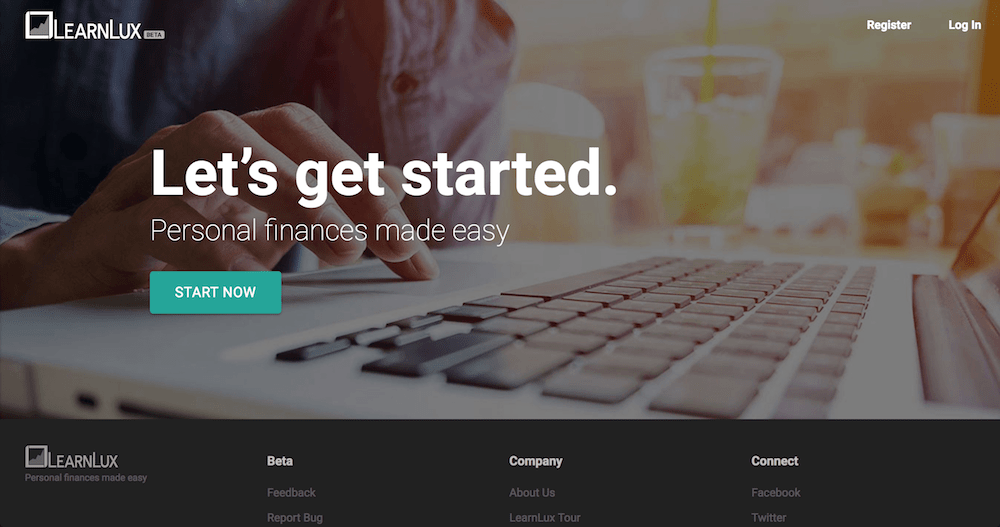 LEARNLUX BETA
Register
Log In
Let’s get started.
Personal finances made easy
START NOW
LEARNLUX
Personal finances made easy
Beta
Feedback
Report Bug
Company
About Us
LearnLux Tour
Connect
Facebook
Twitter